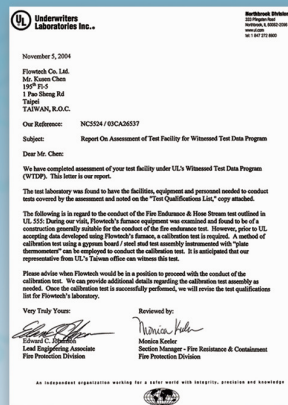 UL
Underwriters
Laboratories Inc.®
Northbrook Division
333 Pfingsten Road
Northbrook, IL 60062-2096
www.ul.com
tel: 1 847 272 8800
November 5, 2004
Flowtech Co. Ltd.
Mr. Kusen Chen
195th Fl-5
1 Pao Sheng Rd
Taipei
TAIWAN, R.O.C.
Our Reference: NC5524 / 03CA26537
Subject: Report On Assessment of Test Facility for Witnessed Test Data Program
Dear Mr. Chen:
We have completed assessment of your test facility under UL's Witnessed Test Data Program
(WTDP). This letter is our report.
The test laboratory was found to have the facilities, equipment and personnel needed to conduct
tests covered by the assessment and noted on the "Test Qualifications List," copy attached.
The following is in regard to the conduct of the Fire Endurance & Hose Stream test outlined in
UL 555: During our visit, Flowtech's furnace equipment was examined and found to be of a
construction generally suitable for the conduct of the fire endurance test. However, prior to UL
accepting data developed using Flowtech's furnace, a calibration test is required. A method of
calibration test using a gypsum board / steel stud test assembly instrumented with "plate
thermometers" can be employed to conduct the calibration test. It is anticipated that our
representative from UL's Taiwan office can witness this test.
Please advise when Flowtech would be in position to proceed with the conduct of the
calibration test. We can provide additional details regarding the calibration test assembly as
needed. Once the calibration test is successfully performed, we will revise the test qualifications
list for Flowtech's laboratory.
Very Truly Yours: Reviewed by:
Monica Keeler
Edward C. Monica Keeler
Lead Engineering Associate Section Manager - Fire Resistance & Containment
Fire Protection Division Fire Protection Division
An independent organization working for a safer world with integrity, precision and knowledge